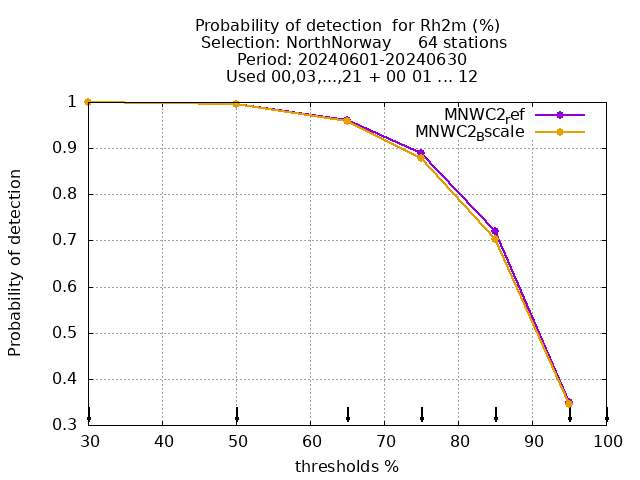 Probability of detection  for Rh2m (%)
Selection: NorthNorway     64 stations
Period: 20240601-20240630
Used 00,03,...,21 + 00 01 ... 12
MNWC2ref
MNWC2Bscale
Probability of detection
1
0.9
0.8
0.7
0.6
0.5
0.4
0.3
30 40 50 60 70 80 90 100
thresholds %